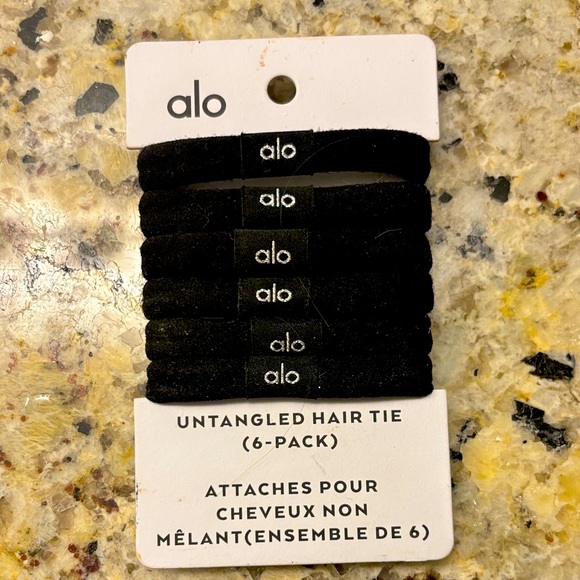 alo
alo
alo
alo
alo
alo
alo
UNTANGLED HAIR TIE
(6-PACK)
ATTACHES POUR
CHEVEUX NON
MÊLANT(ENSEMBLE DE 6)